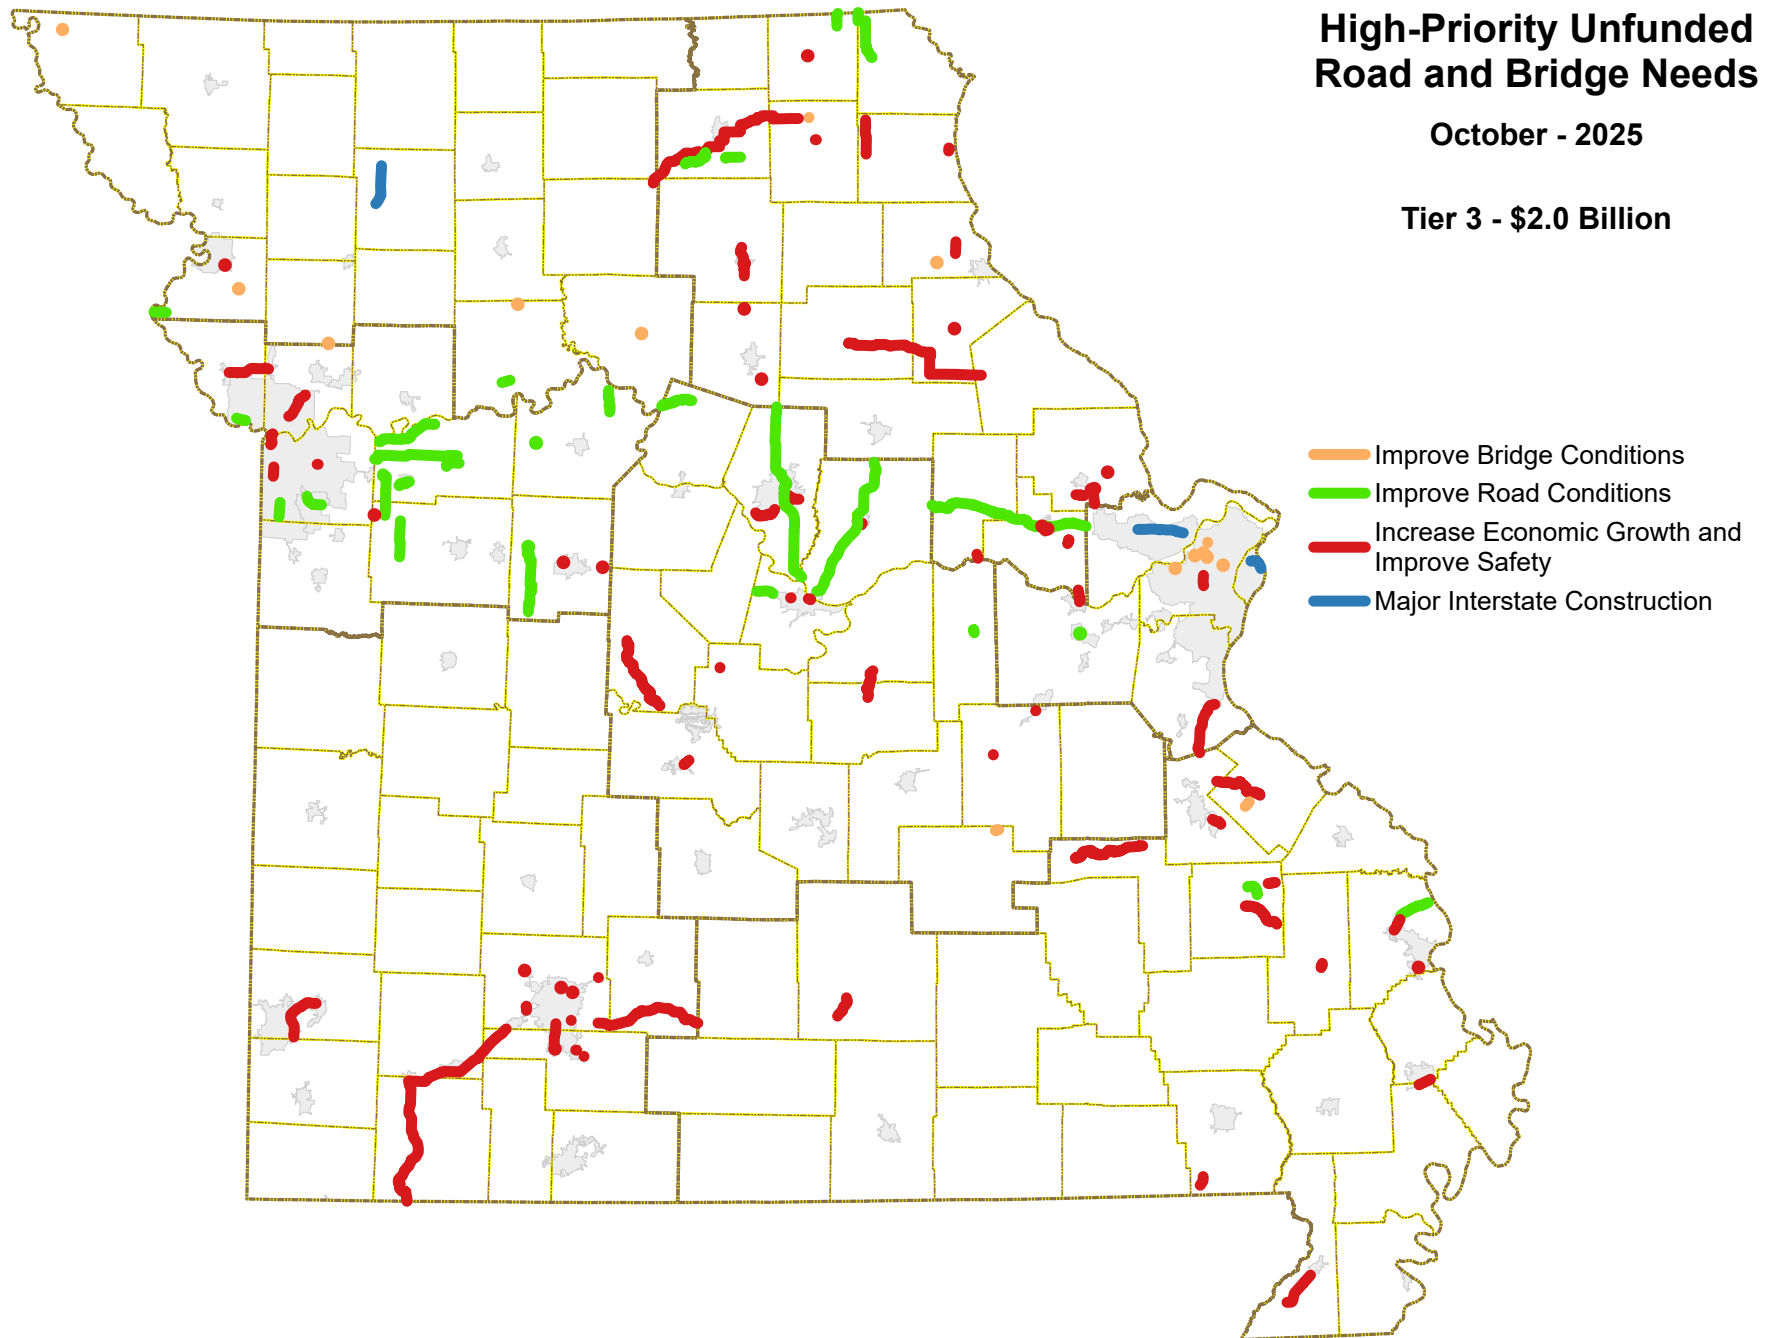 High-Priority Unfunded
Road and Bridge Needs
October - 2025
Tier 3 - $2.0 Billion
Improve Bridge Conditions
Improve Road Conditions
Increase Economic Growth and
Improve Safety
Major Interstate Construction